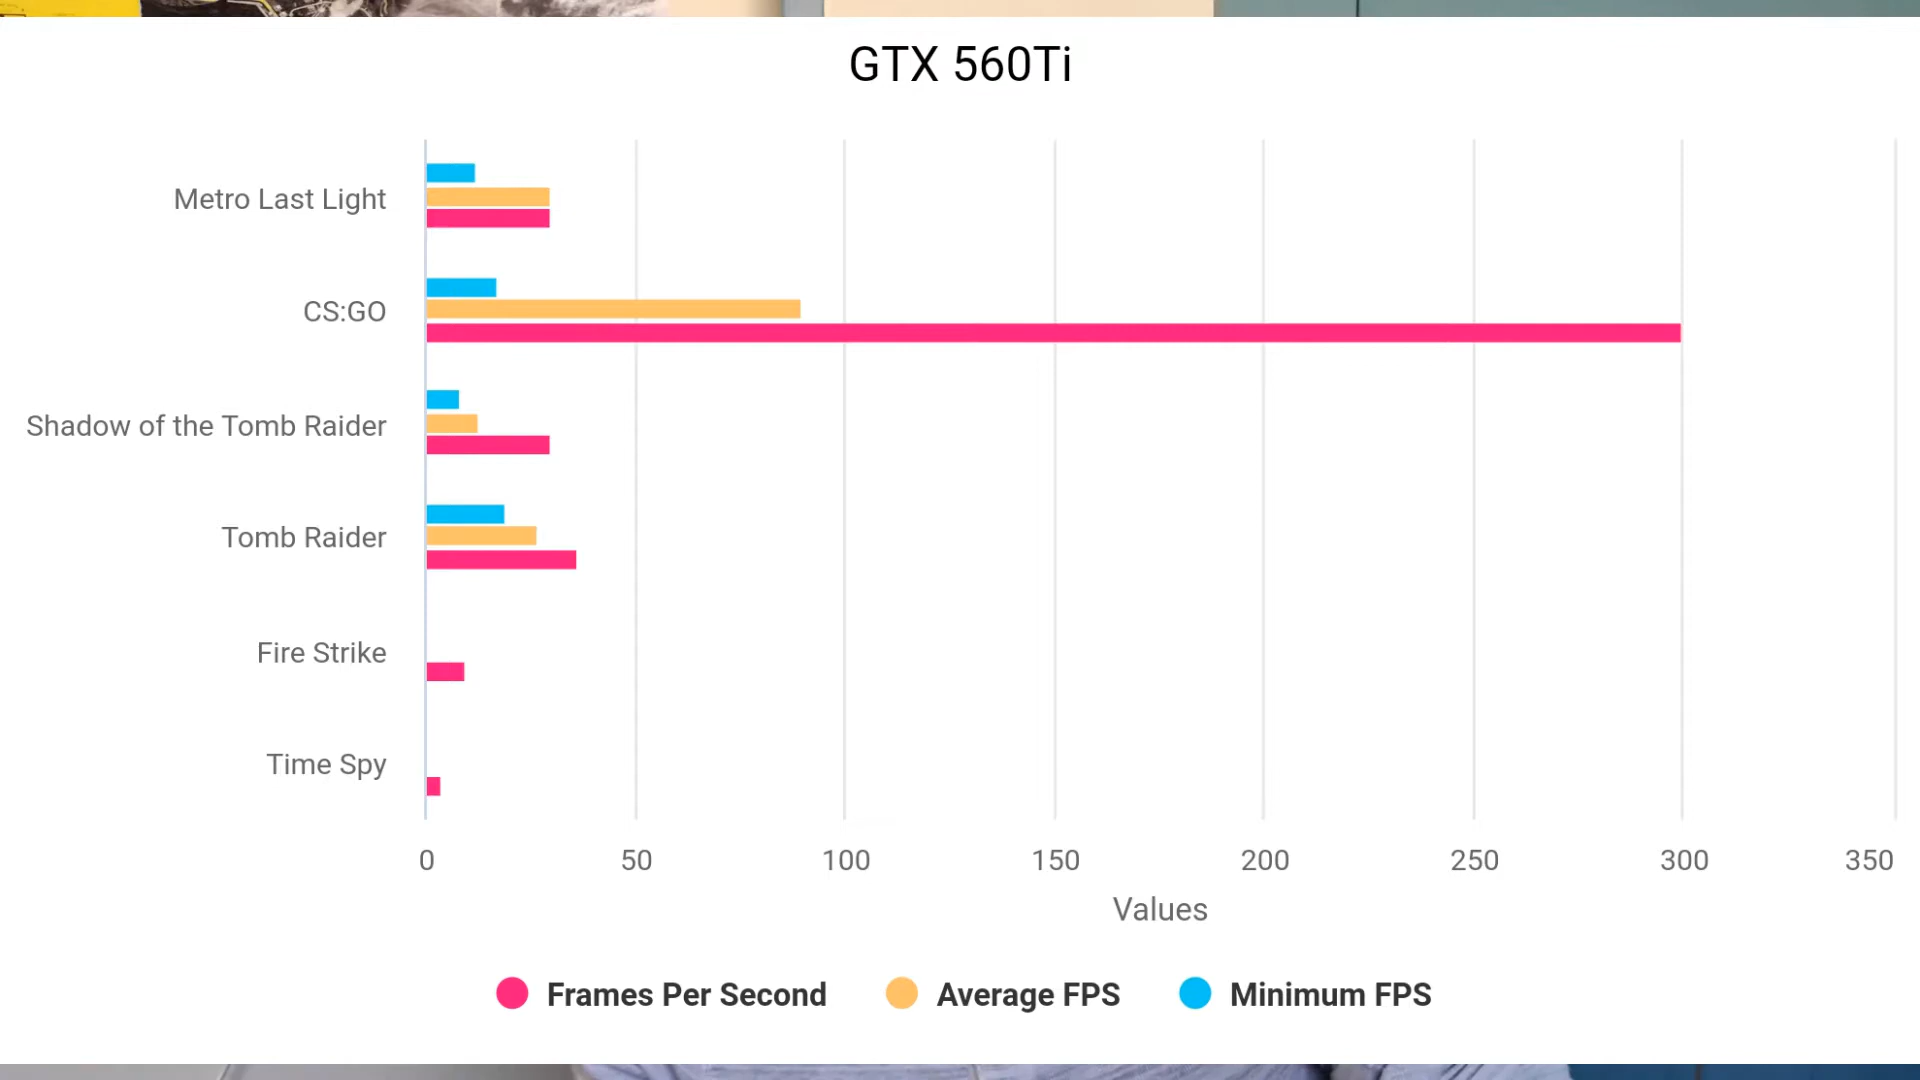 GTX 560Ti
Metro Last Light
CS:GO
Shadow of the Tomb Raider
Tomb Raider
Fire Strike
Time Spy
0 50 100 150 200 250 300 350
Values
Frames Per Second Average FPS Minimum FPS